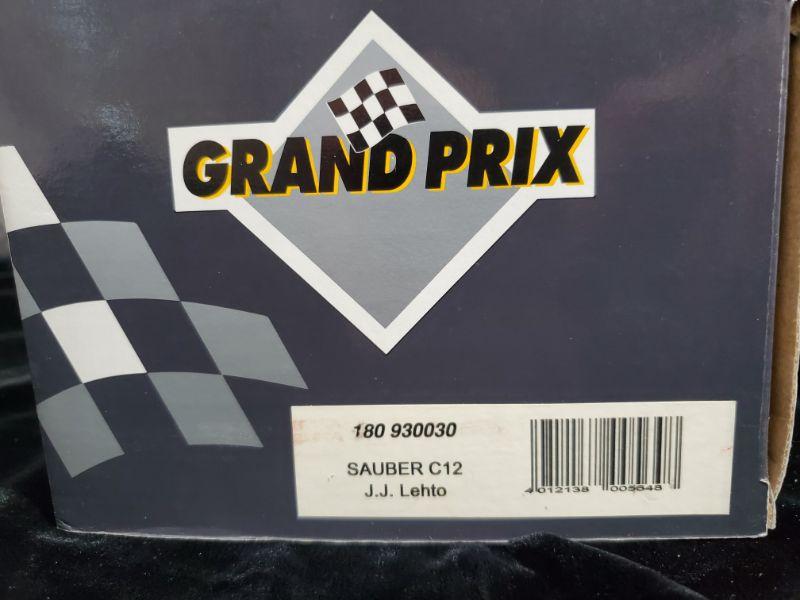 GRAND PRIX
180 930030
SAUBER C12
J.J. Lehto
4012138 005648